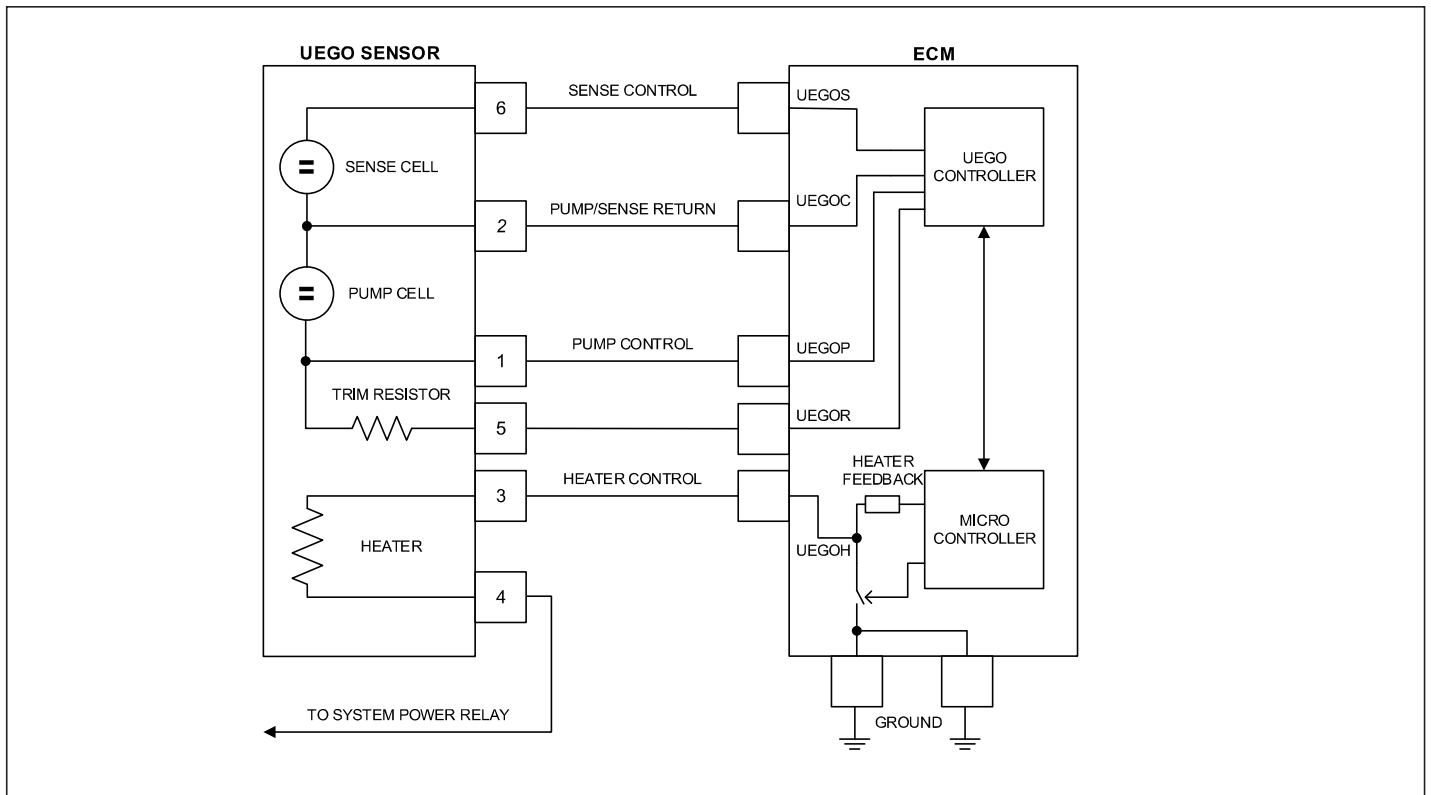 UEGO SENSOR
ECM
6
SENSE CONTROL
UEGOS
SENSE CELL
UEGO
CONTROLLER
2
PUMP/SENSE RETURN
UEGOC
PUMP CELL
1
PUMP CONTROL
UEGOP
TRIM RESISTOR
5
UEGOR
3
HEATER CONTROL
HEATER
FEEDBACK
HEATER
UEGOH
MICRO
CONTROLLER
4
TO SYSTEM POWER RELAY
GROUND